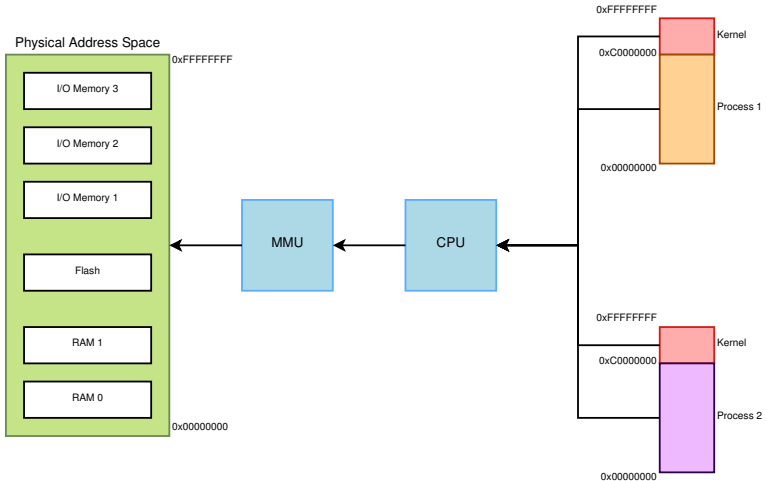 Physical Address Space
0xFFFFFFFF
I/O Memory 3
I/O Memory 2
I/O Memory 1
Flash
RAM 1
RAM 0
0x00000000
MMU
CPU
0xFFFFFFFF
Kernel
0xC0000000
Process 1
0x00000000
0xFFFFFFFF
Kernel
0xC0000000
Process 2
0x00000000